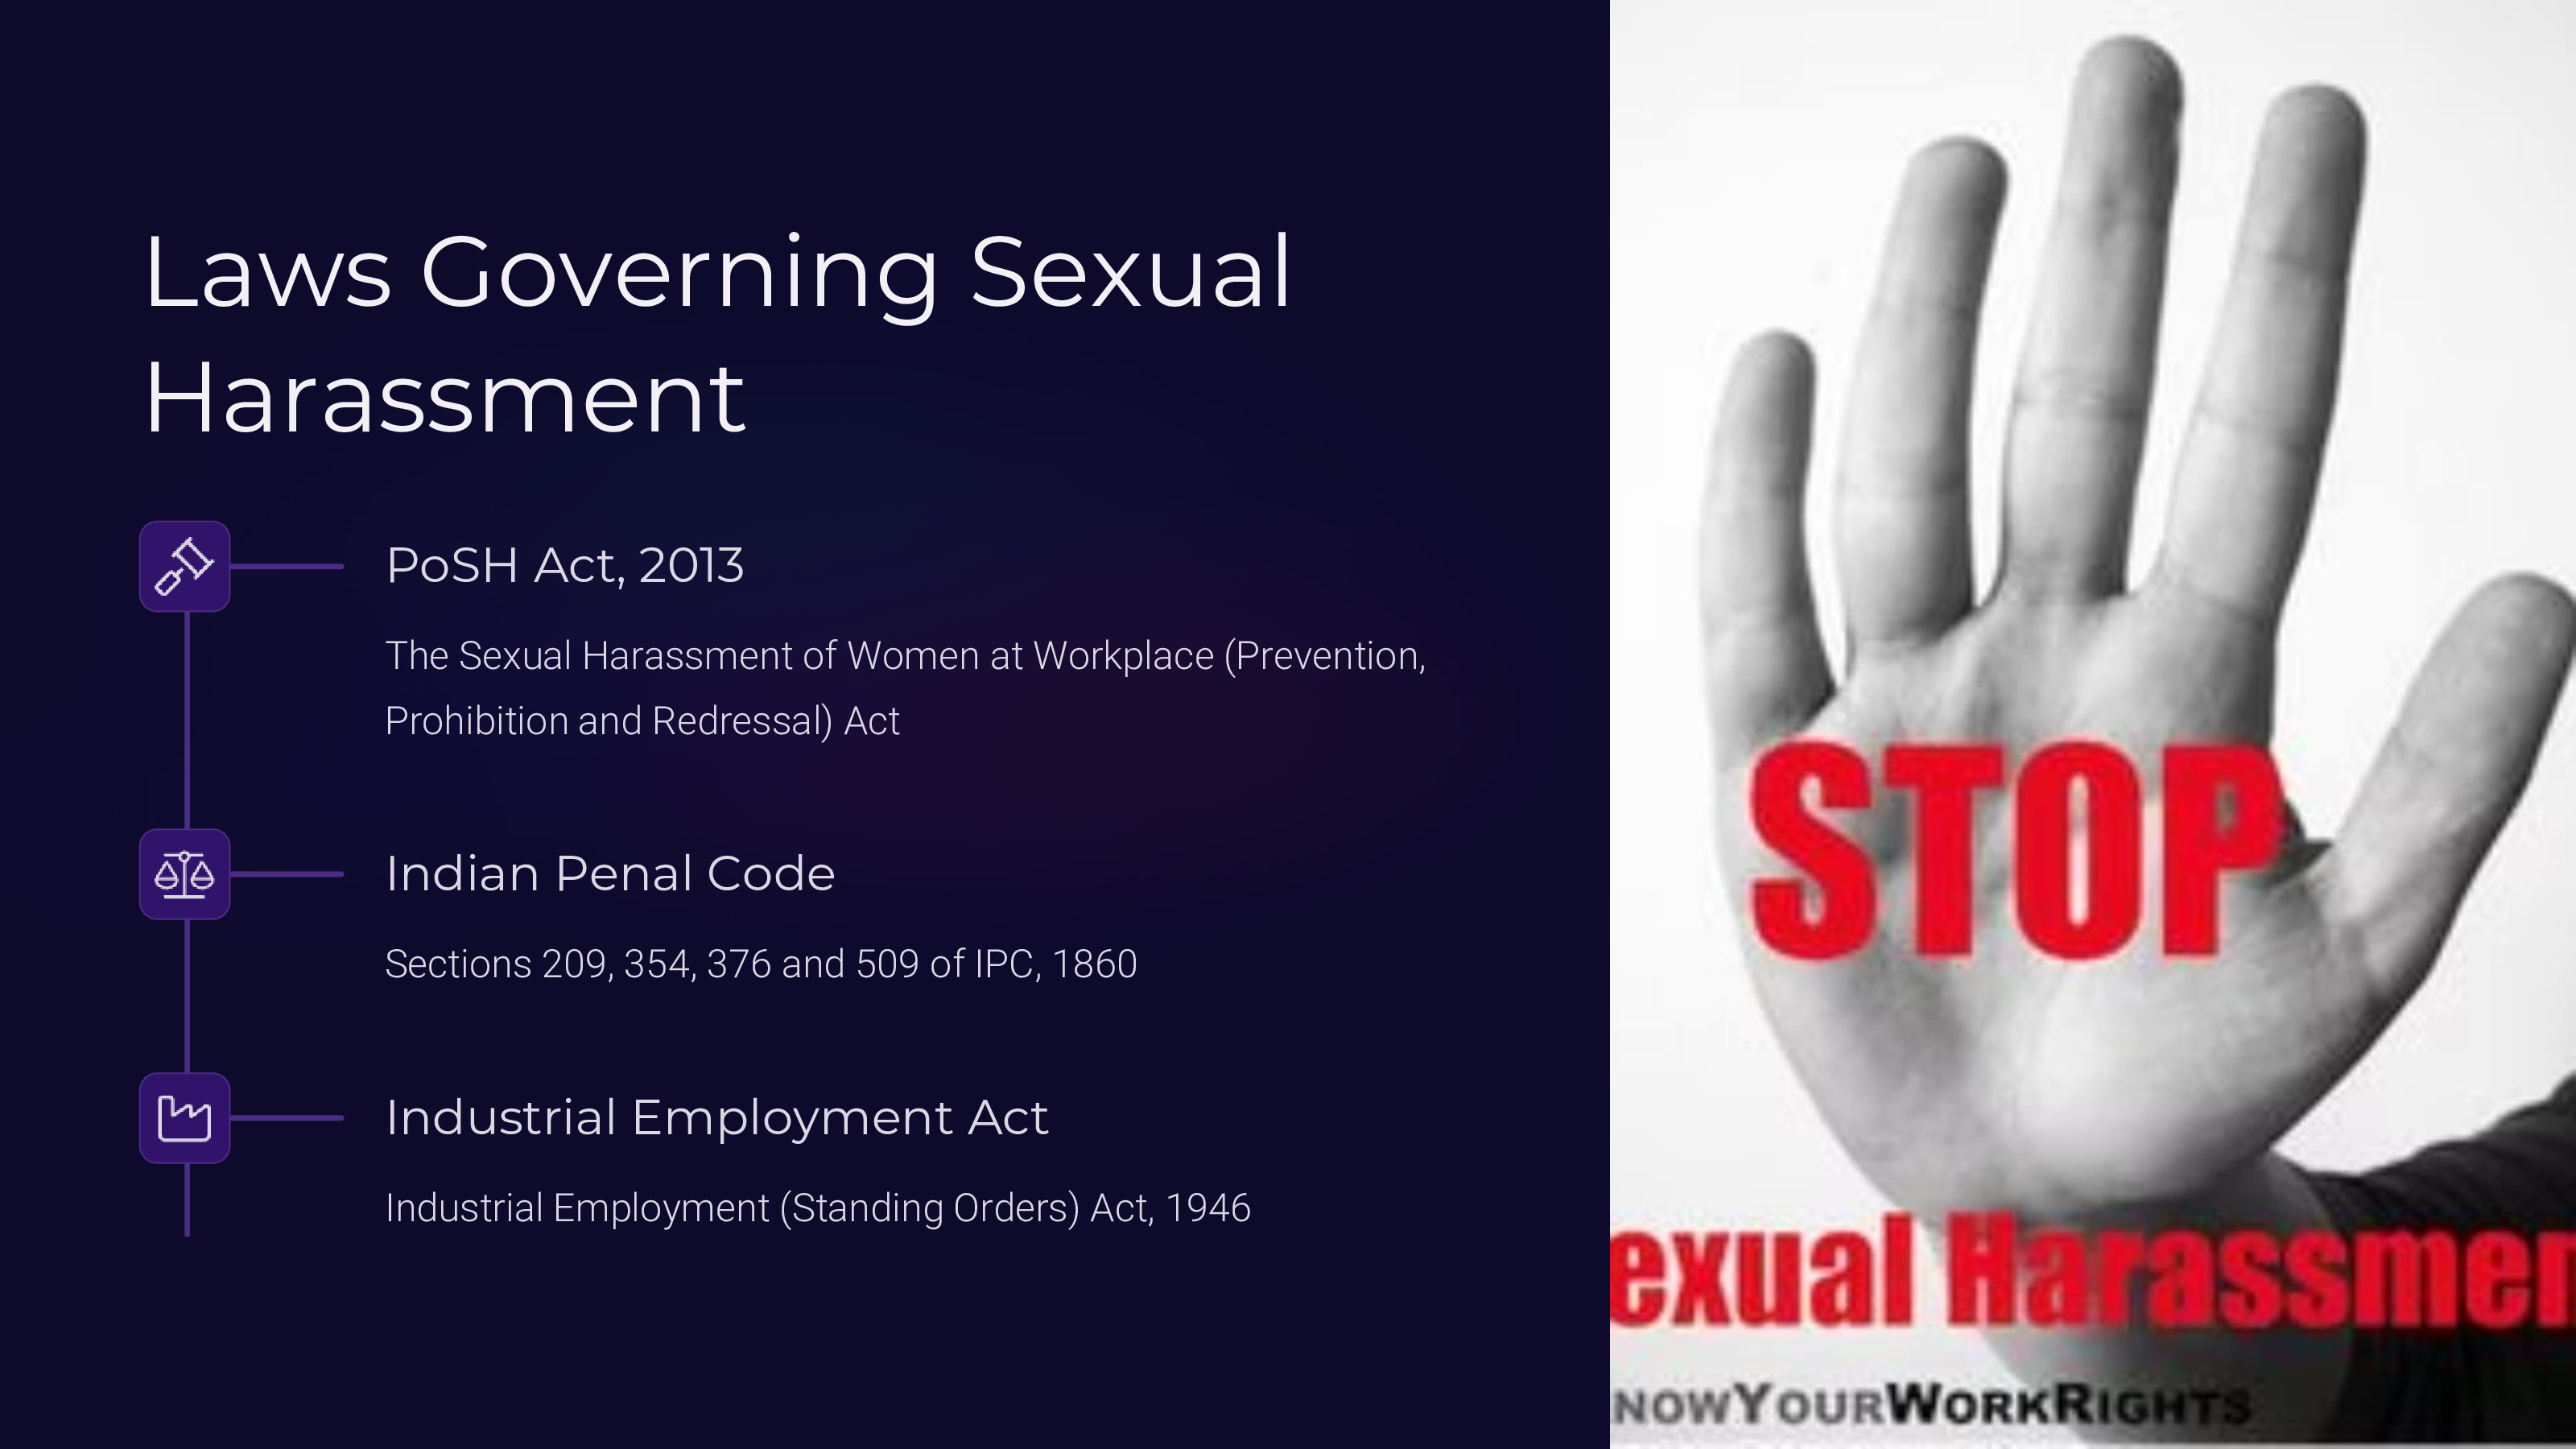 Laws Governing Sexual
Harassment
PoSH Act, 2013
The Sexual Harassment of Women at Workplace (Prevention,
Prohibition and Redressal) Act
Indian Penal Code
Sections 209, 354, 376 and 509 of IPC, 1860
Industrial Employment Act
Industrial Employment (Standing Orders) Act, 1946
STOP
exual Harassmen
NOWYOURWORKRIGHTS